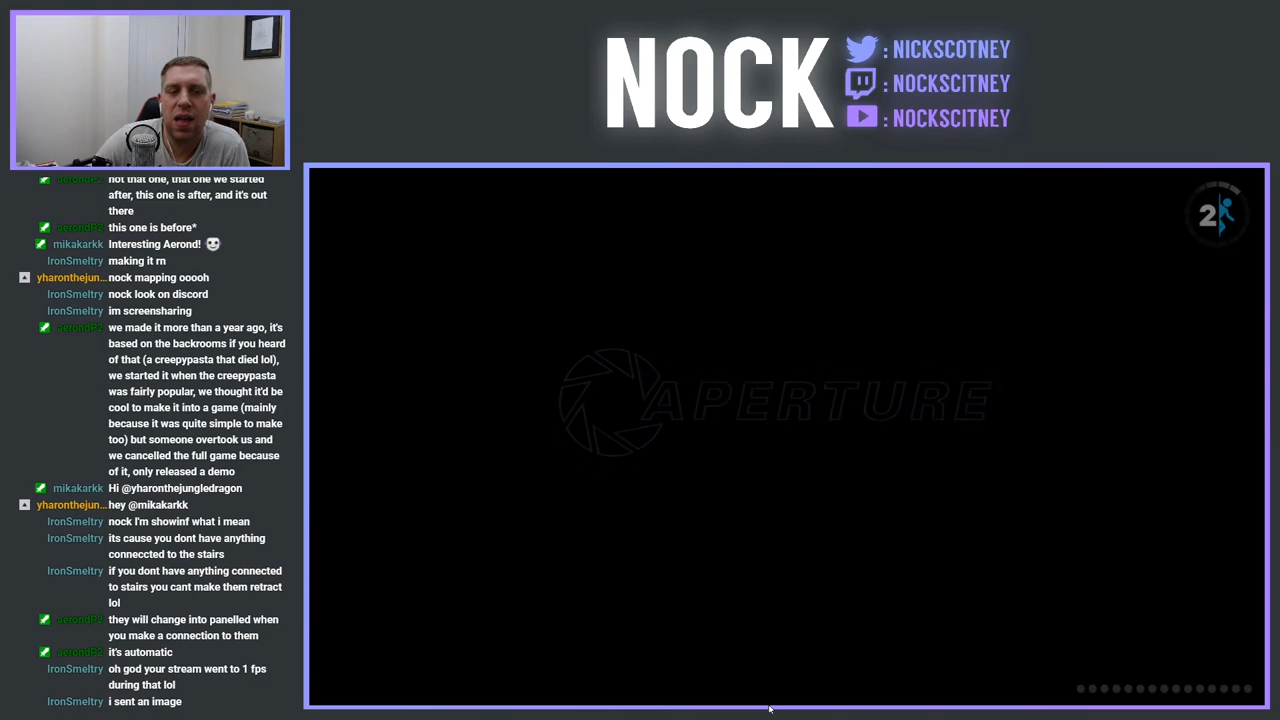 NOCK
: NICKSCOTNEY
: NOCKSCITNEY
: NOCKSCITNEY
aerondP2 not that one, that one we started
after, this one is after, and it's out
there
aerondP2 this one is before*
mikakarkk Interesting Aerond!
IronSmeltry making it rn
yharonthejun... nock mapping ooooh
IronSmeltry nock look on discord
IronSmeltry im screensharing
aerondP2 we made it more than a year ago, it's
based on the backrooms if you heard
of that (a creepypasta that died lol),
we started it when the creepypasta
was fairly popular, we thought it'd be
cool to make it into a game (mainly
because it was quite simple to make
too) but someone overtook us and
we cancelled the full game because
of it, only released a demo
mikakarkk Hi @yharonthejungledragon
yharonthejun... hey @mikakarkk
IronSmeltry nock I'm showinf what i mean
IronSmeltry its cause you dont have anything
conneccted to the stairs
IronSmeltry if you dont have anything connected
to stairs you cant make them retract
lol
aerondP2 they will change into panelled when
you make a connection to them
aerondP2 it's automatic
IronSmeltry oh god your stream went to 1 fps
during that lol
IronSmeltry i sent an image
2
APERTURE